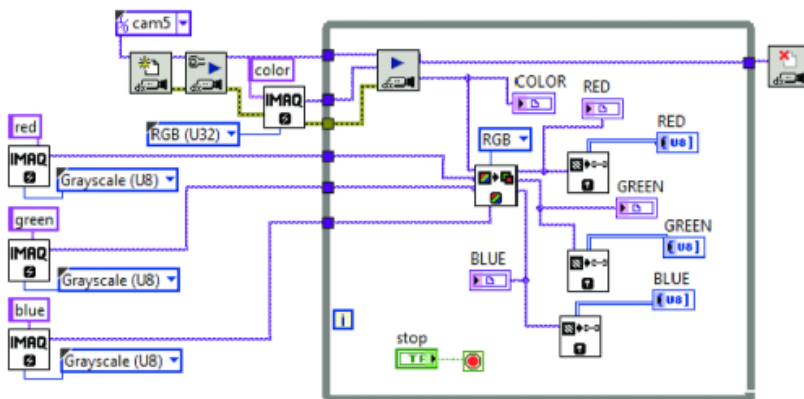 cam5
color
IMAQ
RGB (U32)
red
IMAQ
Grayscale (U8)
green
IMAQ
Grayscale (U8)
blue
IMAQ
Grayscale (U8)
COLOR
RED
RED
[U8]
RGB
GREEN
GREEN
[U8]
BLUE
BLUE
[U8]
i
stop
TF